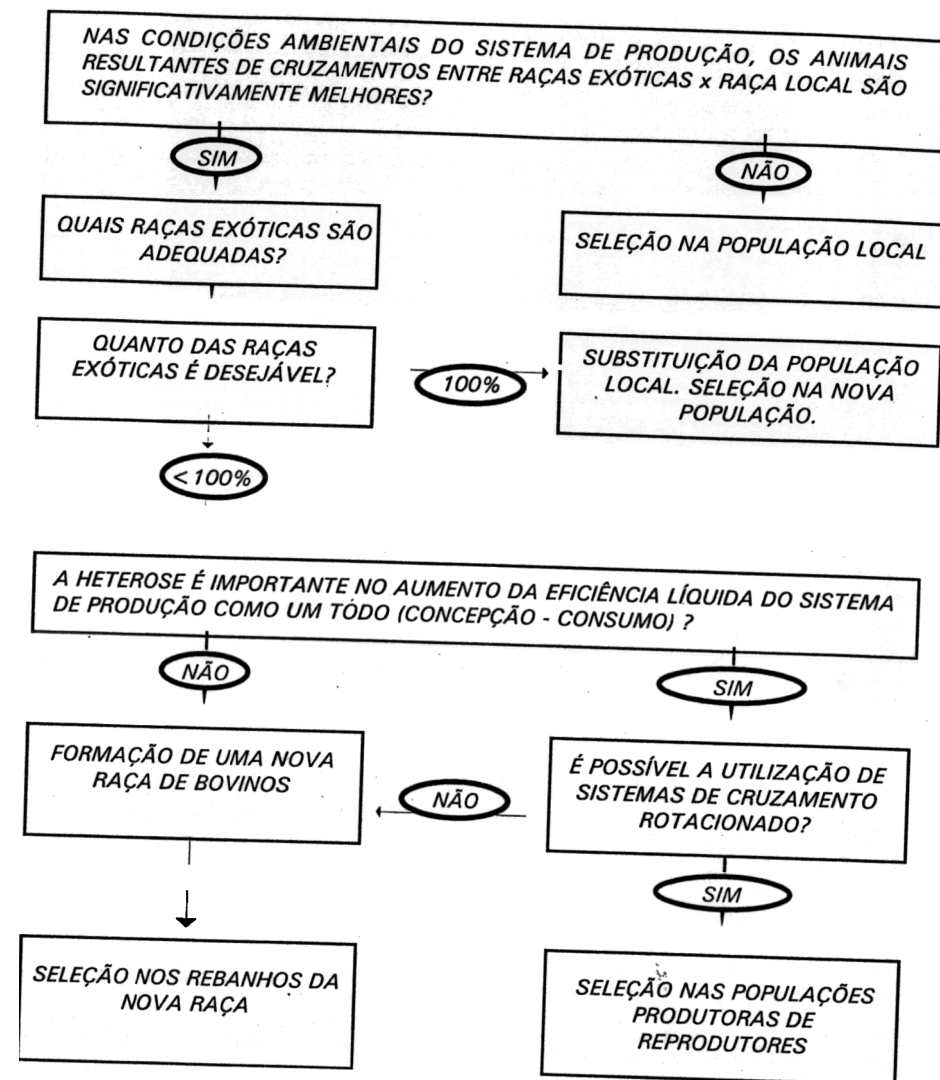 NAS CONDIÇÕES AMBIENTAIS DO SISTEMA DE PRODUÇÃO, OS ANIMAIS
RESULTANTES DE CRUZAMENTOS ENTRE RAÇAS EXÓTICAS x RAÇA LOCAL SÃO
SIGNIFICATIVAMENTE MELHORES?
SIM
NÃO
QUAIS RAÇAS EXÓTICAS SÃO
ADEQUADAS?
SELEÇÃO NA POPULAÇÃO LOCAL
QUANTO DAS RAÇAS
EXÓTICAS É DESEJÁVEL?
100%
SUBSTITUIÇÃO DA POPULAÇÃO
LOCAL. SELEÇÃO NA NOVA
POPULAÇÃO.
<100%
A HETEROSE É IMPORTANTE NO AUMENTO DA EFICIÊNCIA LÍQUIDA DO SISTEMA
DE PRODUÇÃO COMO UM TÓDO (CONCEPÇÃO - CONSUMO) ?
NÃO
SIM
FORMAÇÃO DE UMA NOVA
RAÇA DE BOVINOS
NÃO
É POSSÍVEL A UTILIZAÇÃO DE
SISTEMAS DE CRUZAMENTO
ROTACIONADO?
SIM
SELEÇÃO NOS REBANHOS DA
NOVA RAÇA
SELEÇÃO NAS POPULAÇÕES
PRODUTORAS DE
REPRODUTORES